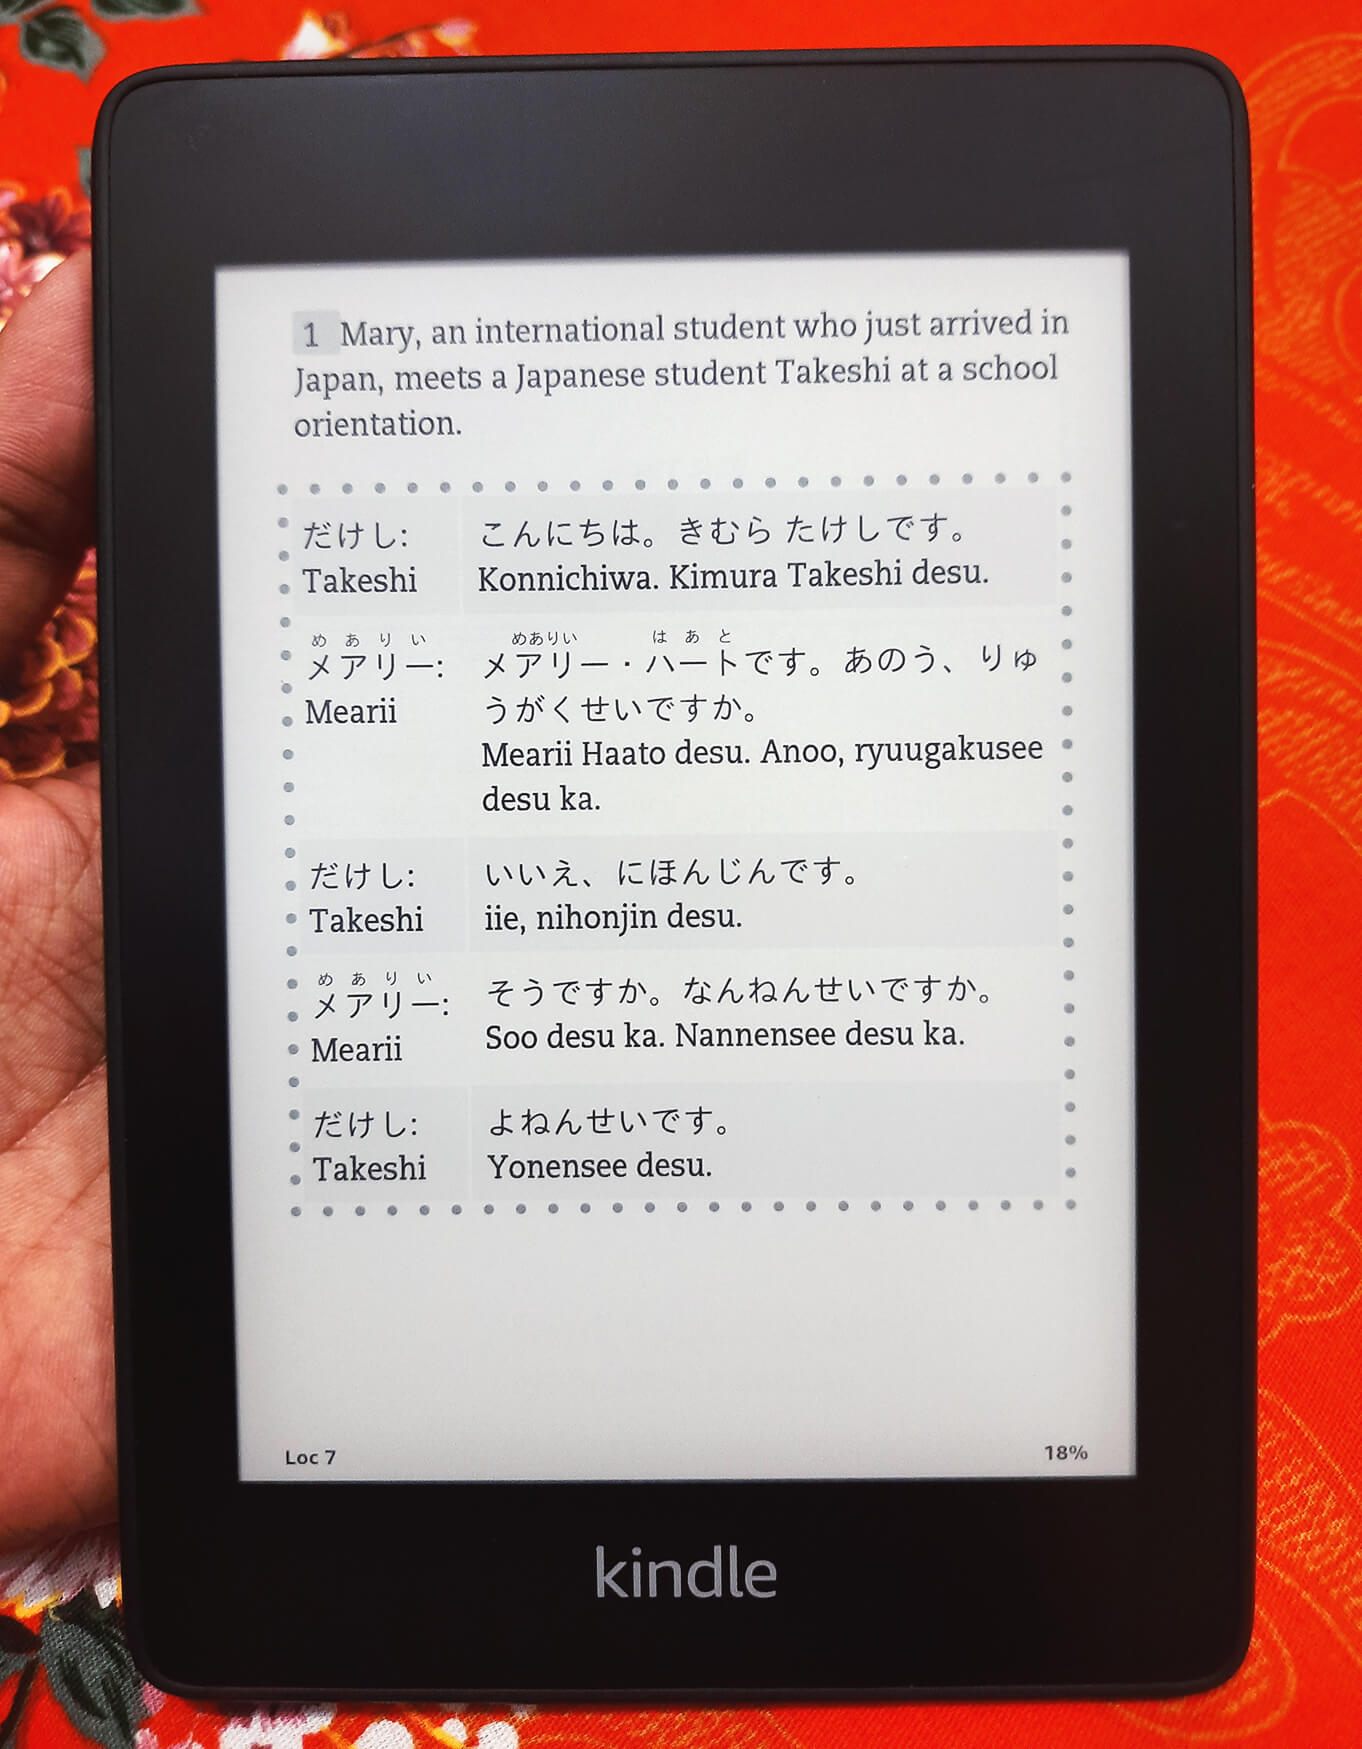 1 Mary, an international student who just arrived in
Japan, meets a Japanese student Takeshi at a school
orientation.
だけし: こんにちは。きむら たけしです。
Takeshi Konnichiwa. Kimura Takeshi desu.
めありい めありい はあと
メアリー: メアリー・ハートです。あのう、りゅ
うがくせいですか。
Mearii Mearii Haato desu. Anoo, ryuugakusee
desu ka.
だけし: いいえ、にほんじんです。
Takeshi iie, nihonjin desu.
めありい
メアリー: そうですか。なんねんせいですか。
Mearii Soo desu ka. Nannensee desu ka.
だけし: よねんせいです。
Takeshi Yonensee desu.
Loc 7 18%
kindle